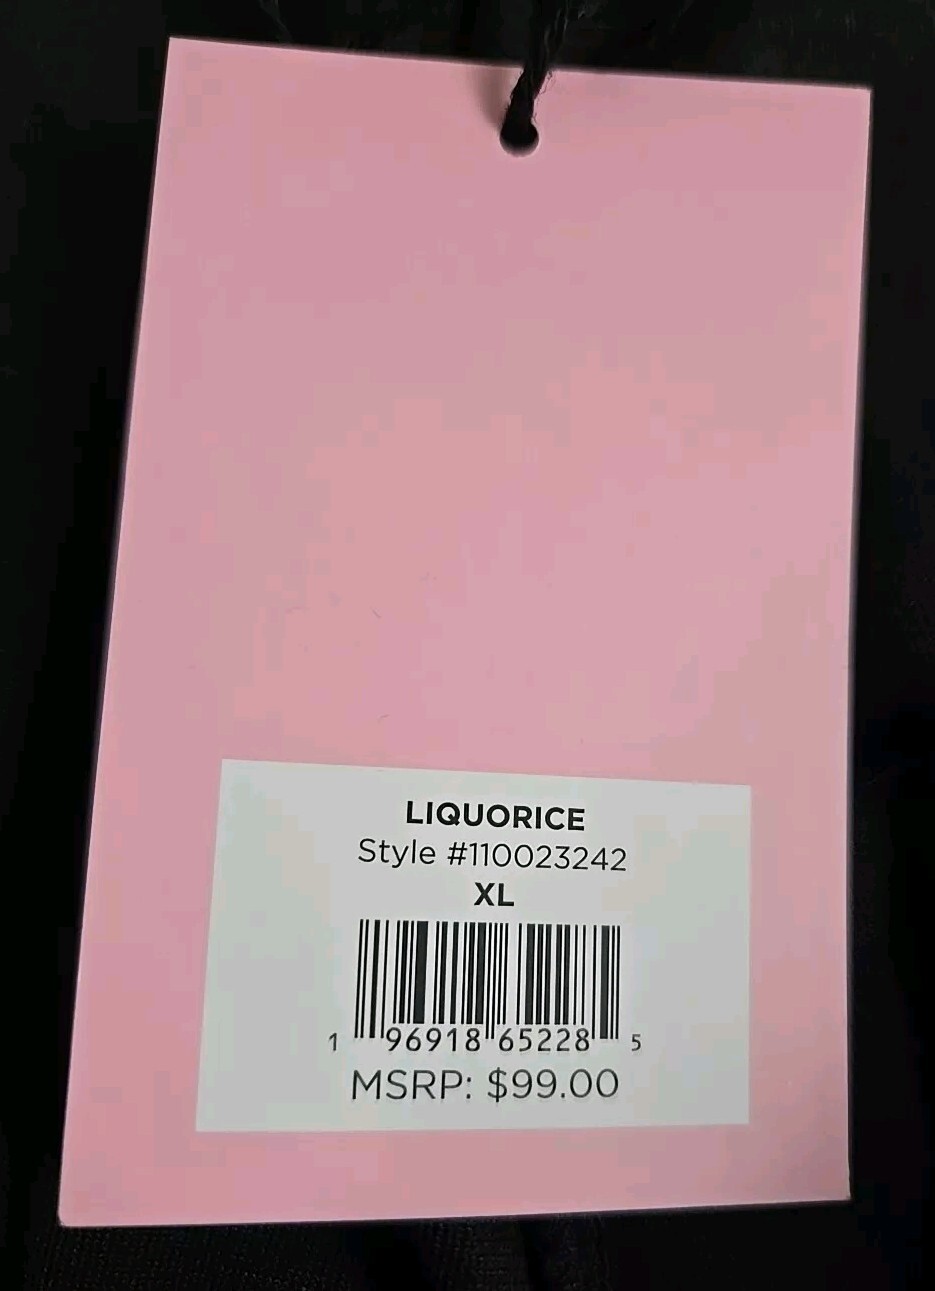 LIQUORICE
Style #110023242
XL
1 96918 65228 5
MSRP: $99.00